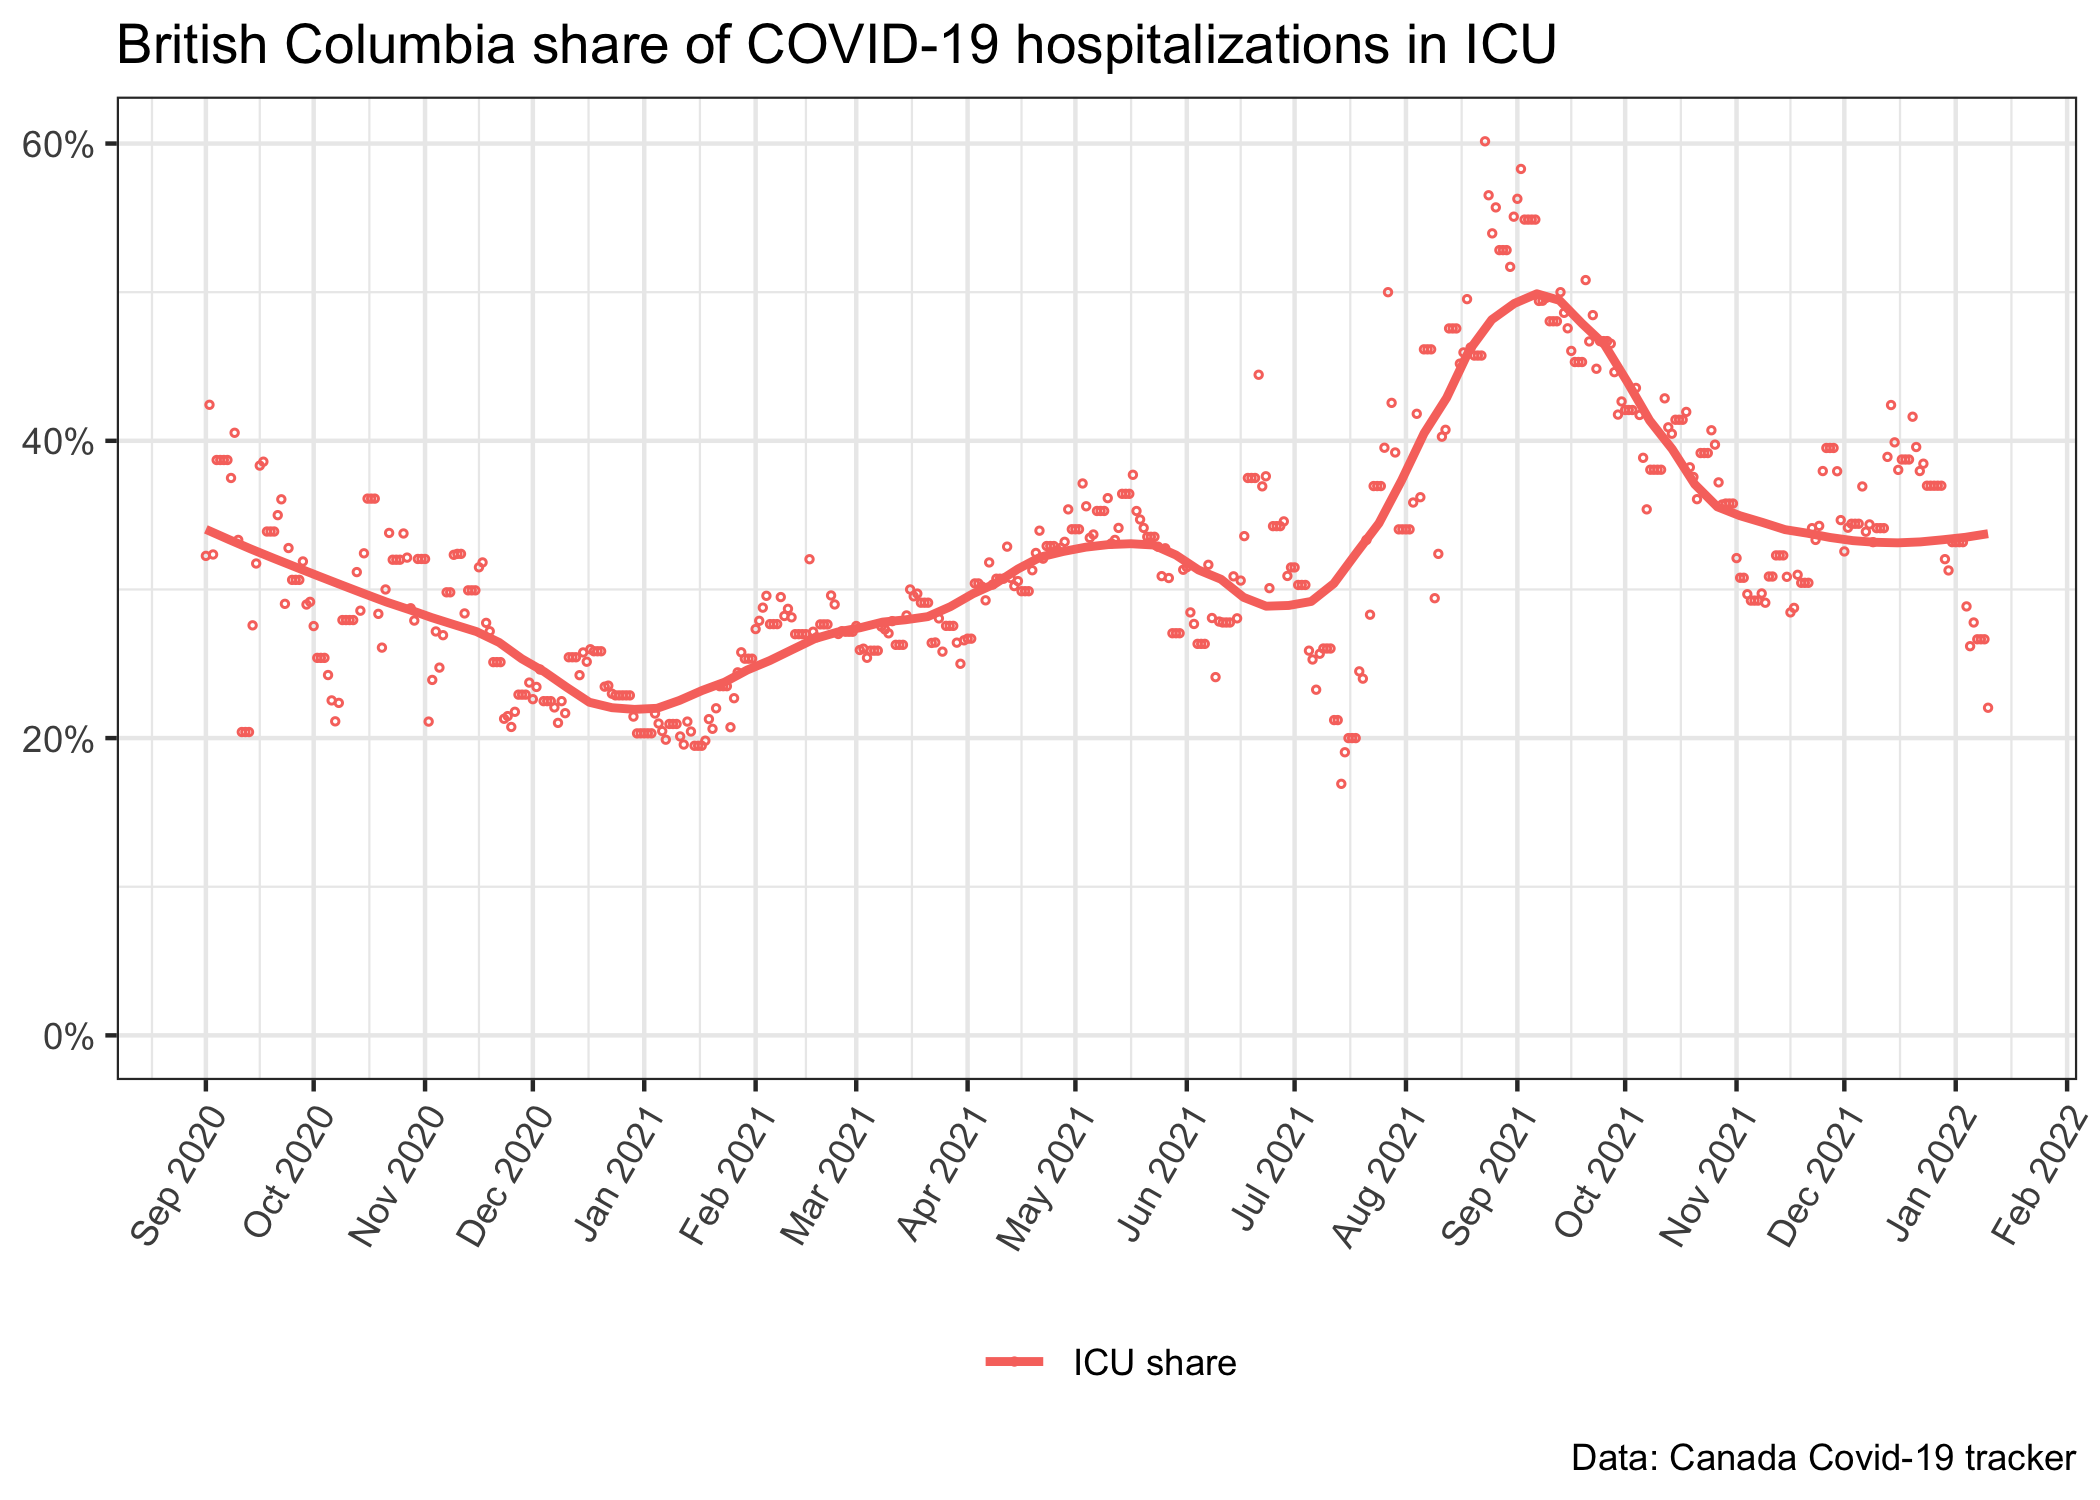 British Columbia share of COVID-19 hospitalizations in ICU
60%
40%
20%
0%
Sep 2020
Oct 2020
Nov 2020
Dec 2020
Jan 2021
Feb 2021
Mar 2021
Apr 2021
May 2021
Jun 2021
Jul 2021
Aug 2021
Sep 2021
Oct 2021
Nov 2021
Dec 2021
Jan 2022
Feb 2022
ICU share
Data: Canada Covid-19 tracker